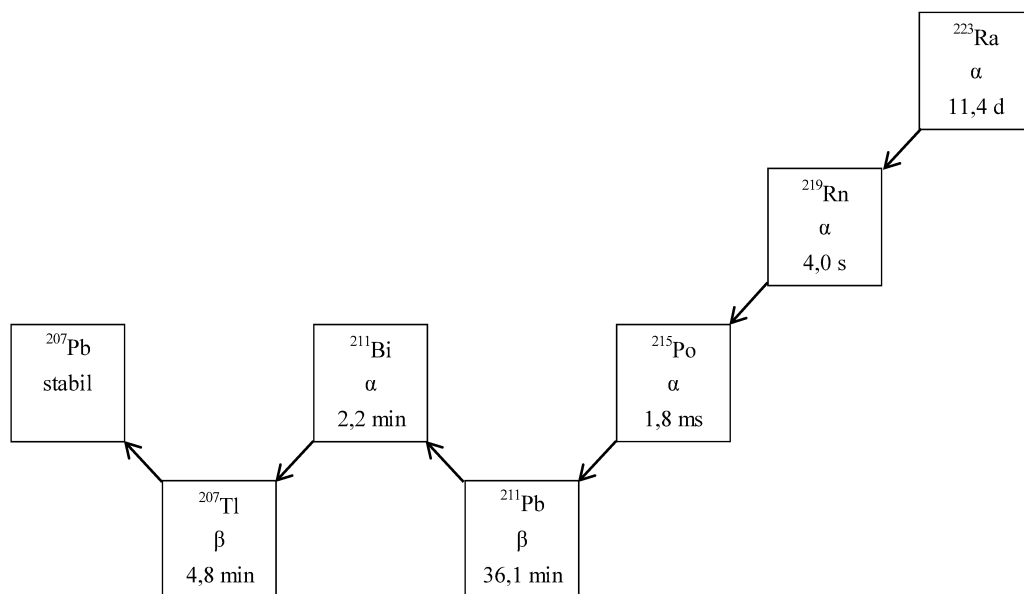 ²²³Ra
α
11,4 d
²¹⁹Rn
α
4,0 s
²⁰⁷Pb
stabil
²¹¹Bi
α
2,2 min
²¹⁵Po
α
1,8 ms
²⁰⁷Tl
β
4,8 min
²¹¹Pb
β
36,1 min